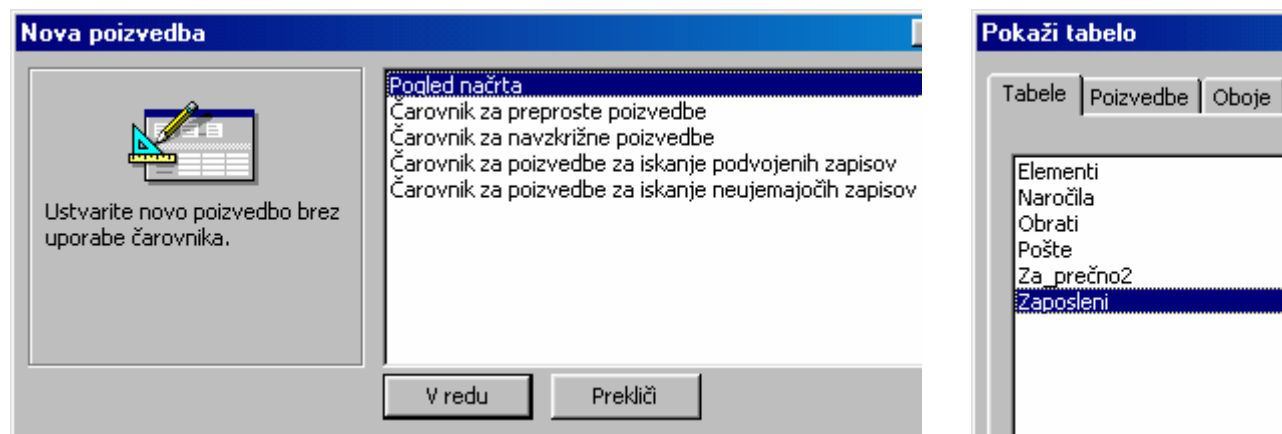 Nova poizvedba
Ustvarite novo poizvedbo brez
uporabe čarovnika.
Pogled načrta
Čarovnik za preproste poizvedbe
Čarovnik za navzkrižne poizvedbe
Čarovnik za poizvedbe za iskanje podvojenih zapisov
Čarovnik za poizvedbe za iskanje neujemajočih zapisov
V redu
Prekliči
Pokaži tabelo
Tabele
Poizvedbe
Oboje
Elementi
Naročila
Obrati
Pošte
Za_prečno2
Zaposleni